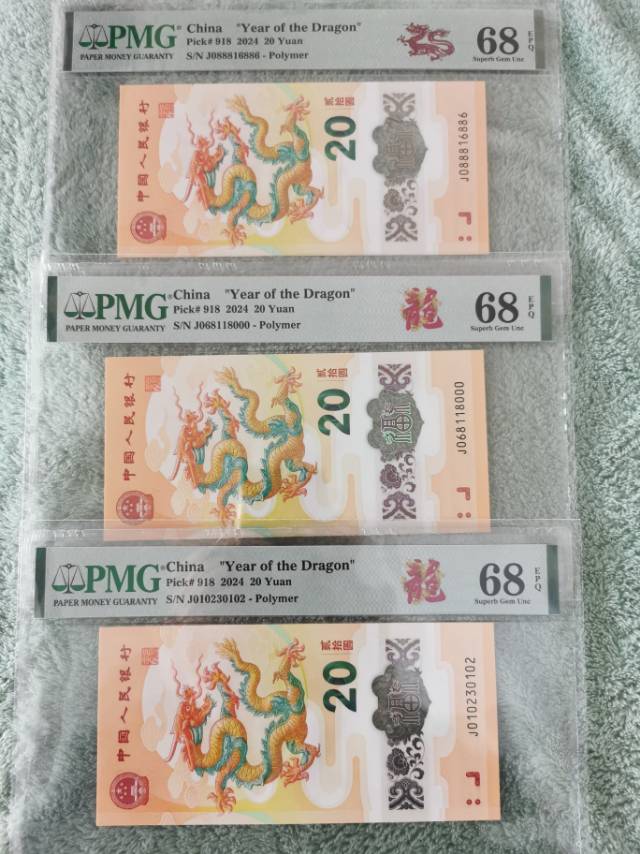 PMG
PAPER MONEY GUARANTY
China "Year of the Dragon"
Pick# 918 2024 20 Yuan
S/N J088816886 - Polymer
68
EPQ
Superb Gem Unc
中国人民银行
贰拾圆
20
J088816886
PMG
PAPER MONEY GUARANTY
China "Year of the Dragon"
Pick# 918 2024 20 Yuan
S/N J068118000 - Polymer
龍
68
EPQ
Superb Gem Unc
中国人民银行
贰拾圆
20
J068118000
PMG
PAPER MONEY GUARANTY
China "Year of the Dragon"
Pick# 918 2024 20 Yuan
S/N J010230102 - Polymer
龍
68
EPQ
Superb Gem Unc
中国人民银行
贰拾圆
20
J010230102